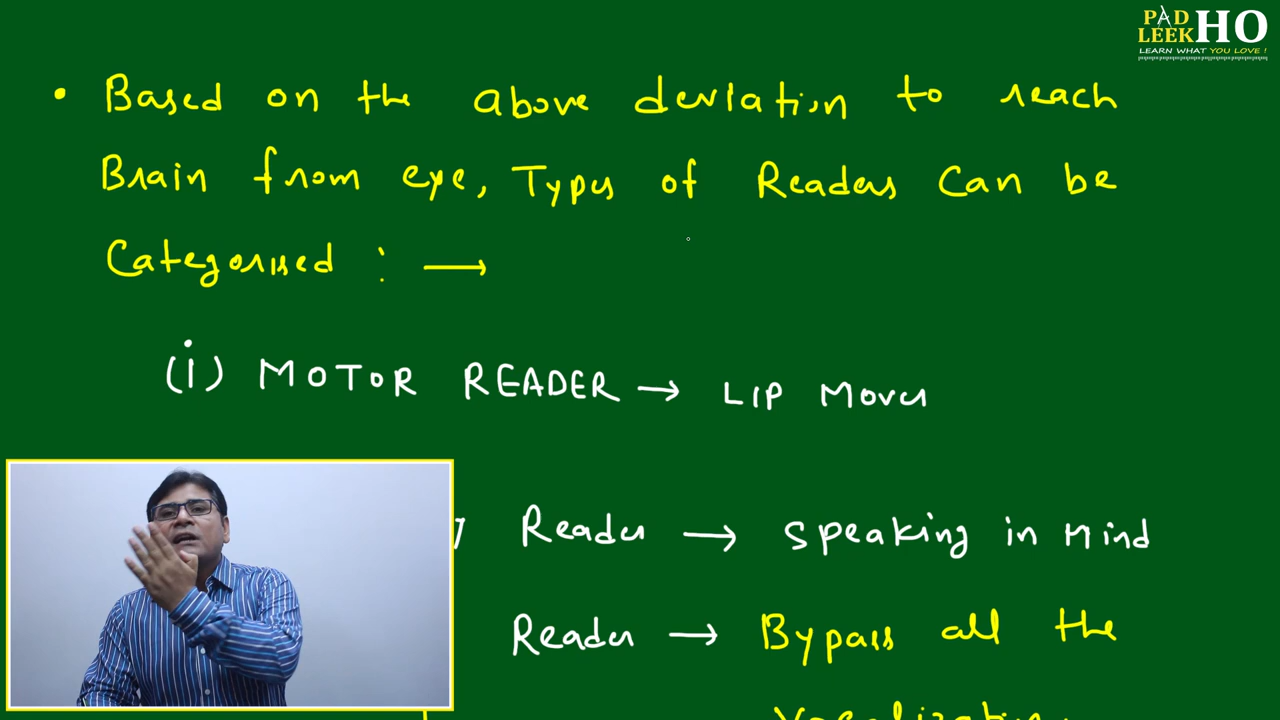 PAD
LEEK HO
LEARN WHAT YOU LOVE !
• Based on the above deviation to reach
Brain from eye, Types of Readers can be
Categorised : →
(i) MOTOR READER → LIP Mover
Reader → Speaking in Mind
Reader → Bypass all the